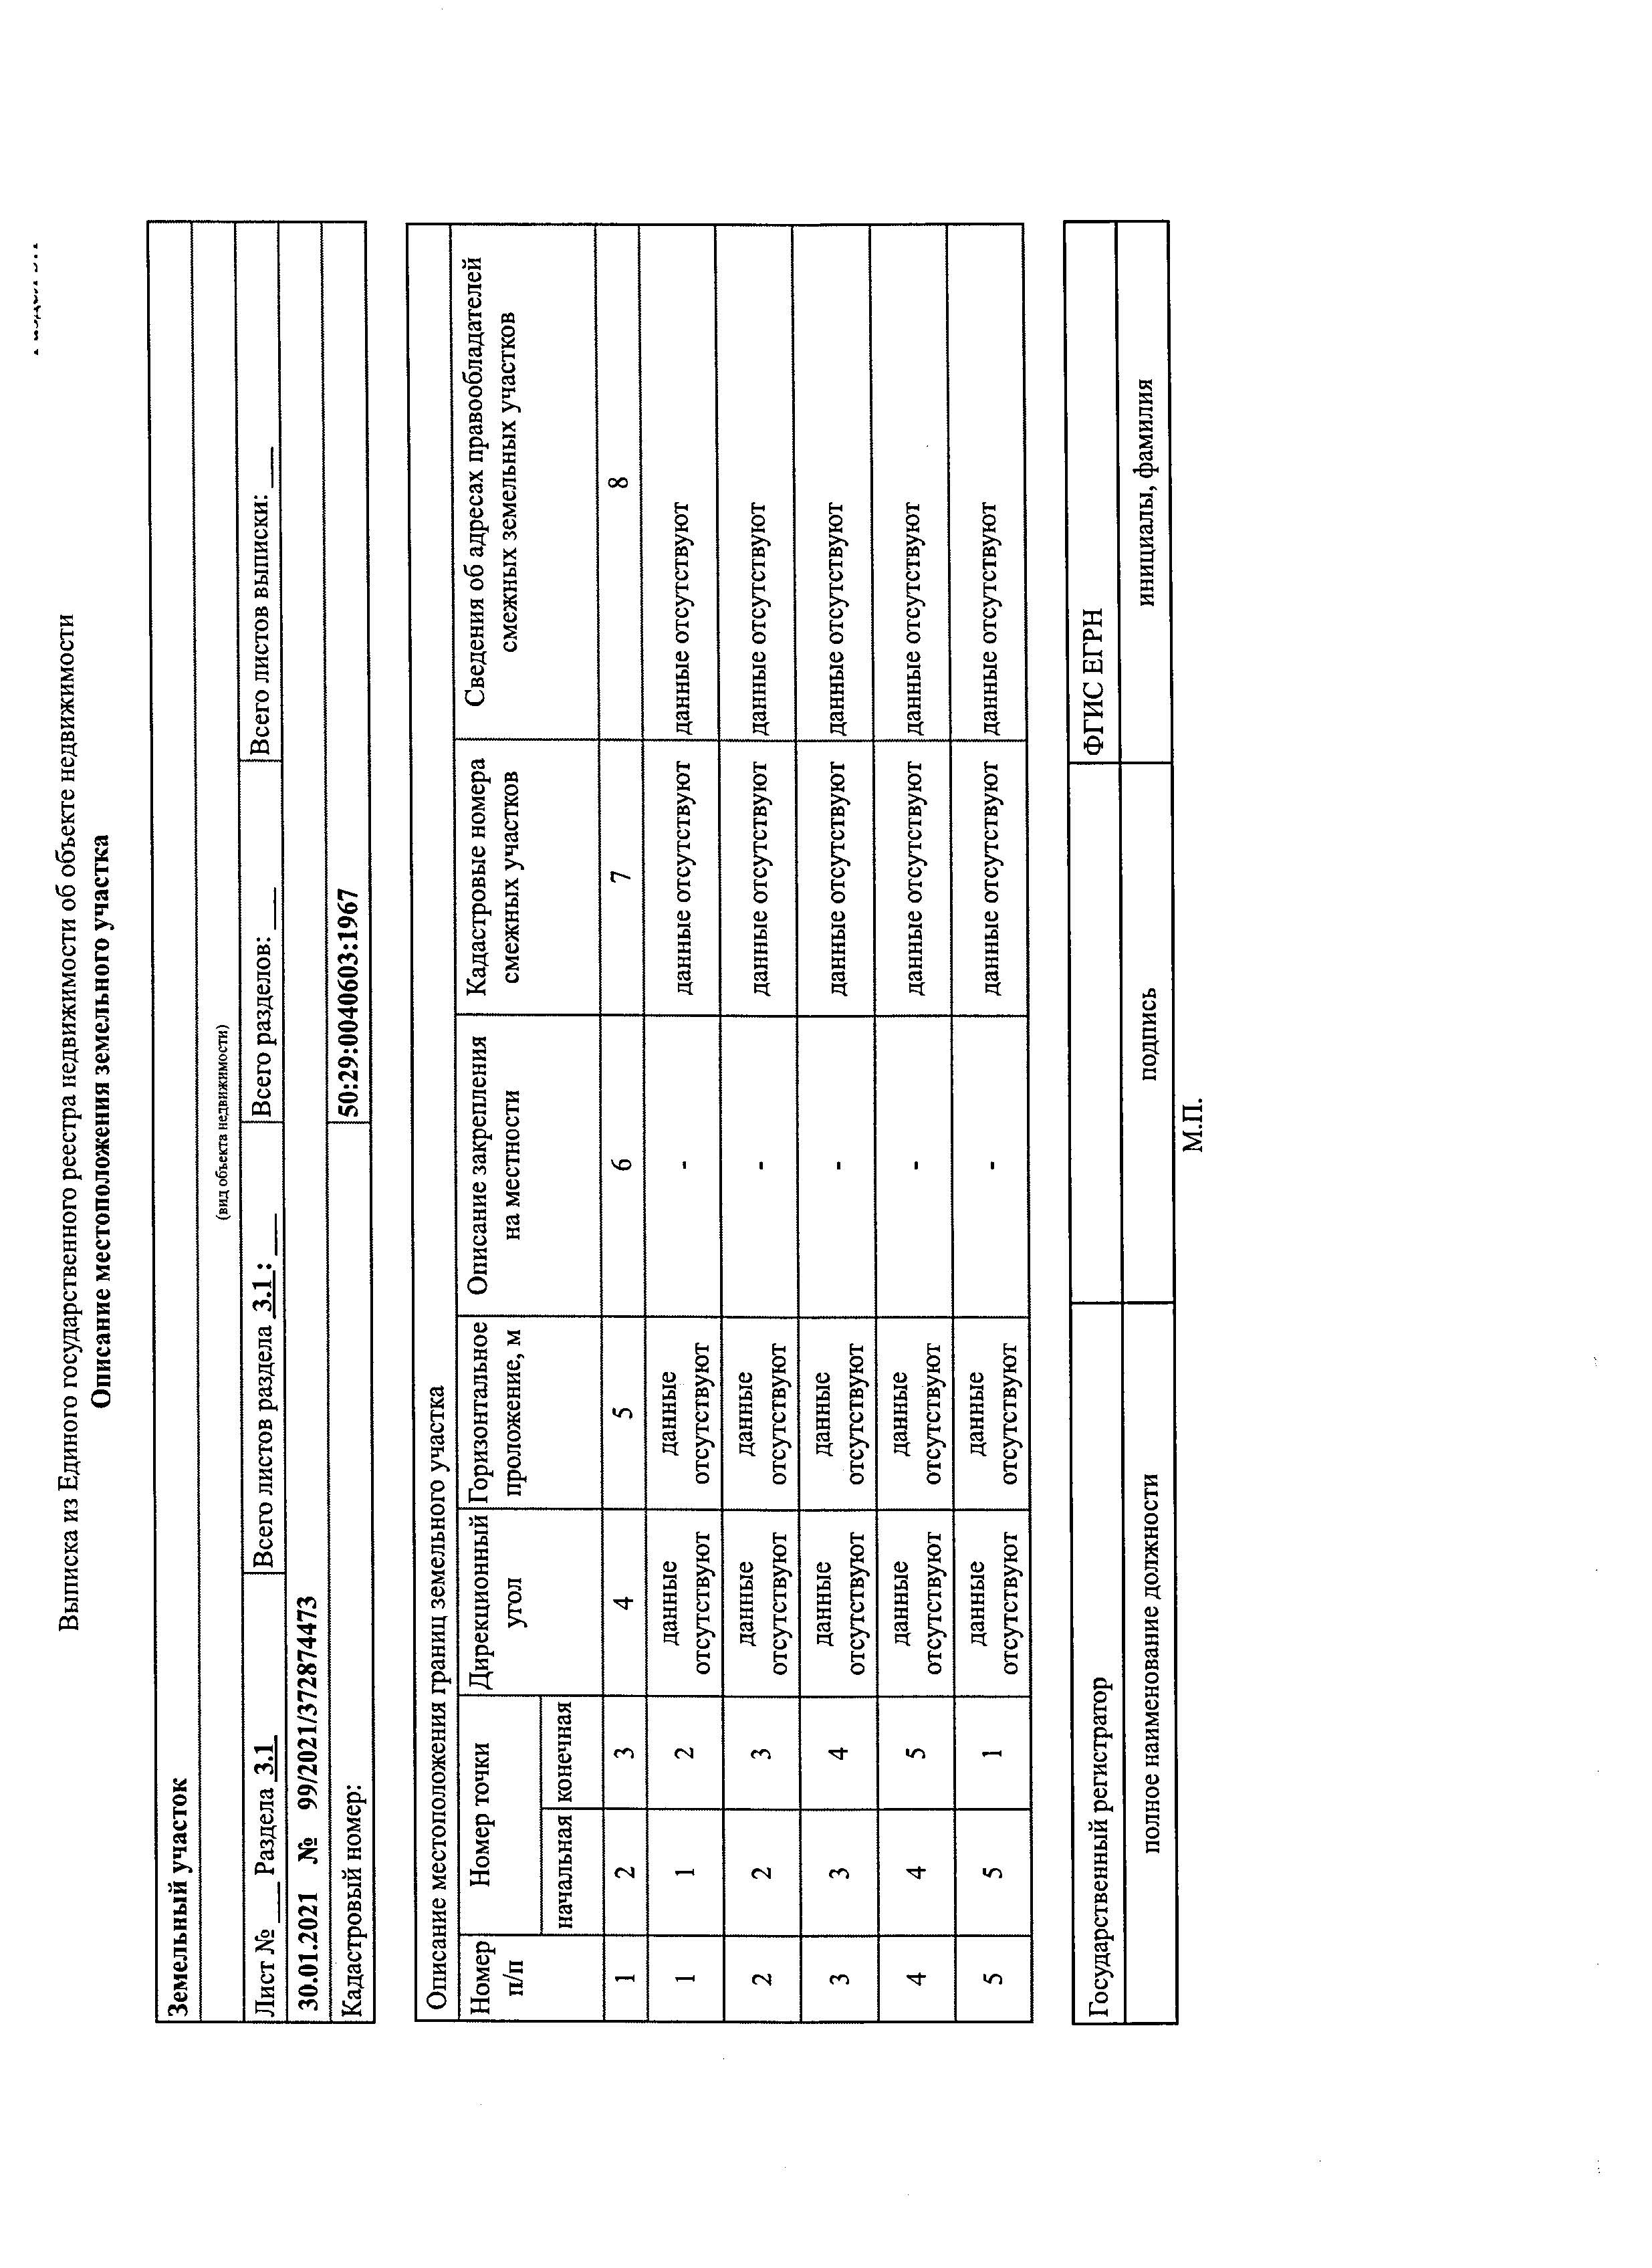 Выписка из Единого государственного реестра недвижимости об объекте недвижимости
Описание местоположения земельного участка
Земельный участок
(вид объекта недвижимости)
Лист № ___ Раздела 3.1 Всего листов раздела 3.1 : ___ Всего разделов: ___ Всего листов выписки: ___
30.01.2021 № 99/2021/372874473
Кадастровый номер: 50:29:0040603:1967
Описание местоположения границ земельного участка
Номер п/п Номер точки Дирекционный угол Горизонтальное проложение, м Описание закрепления на местности Кадастровые номера смежных участков Сведения об адресах правообладателей смежных земельных участков
начальная конечная
1 2 3 4 5 6 7 8
1 1 2 данные отсутствуют данные отсутствуют - данные отсутствуют данные отсутствуют
2 2 3 данные отсутствуют данные отсутствуют - данные отсутствуют данные отсутствуют
3 3 4 данные отсутствуют данные отсутствуют - данные отсутствуют данные отсутствуют
4 4 5 данные отсутствуют данные отсутствуют - данные отсутствуют данные отсутствуют
5 5 1 данные отсутствуют данные отсутствуют - данные отсутствуют данные отсутствуют
Государственный регистратор ФГИС ЕГРН
полное наименование должности подпись инициалы, фамилия
М.П.